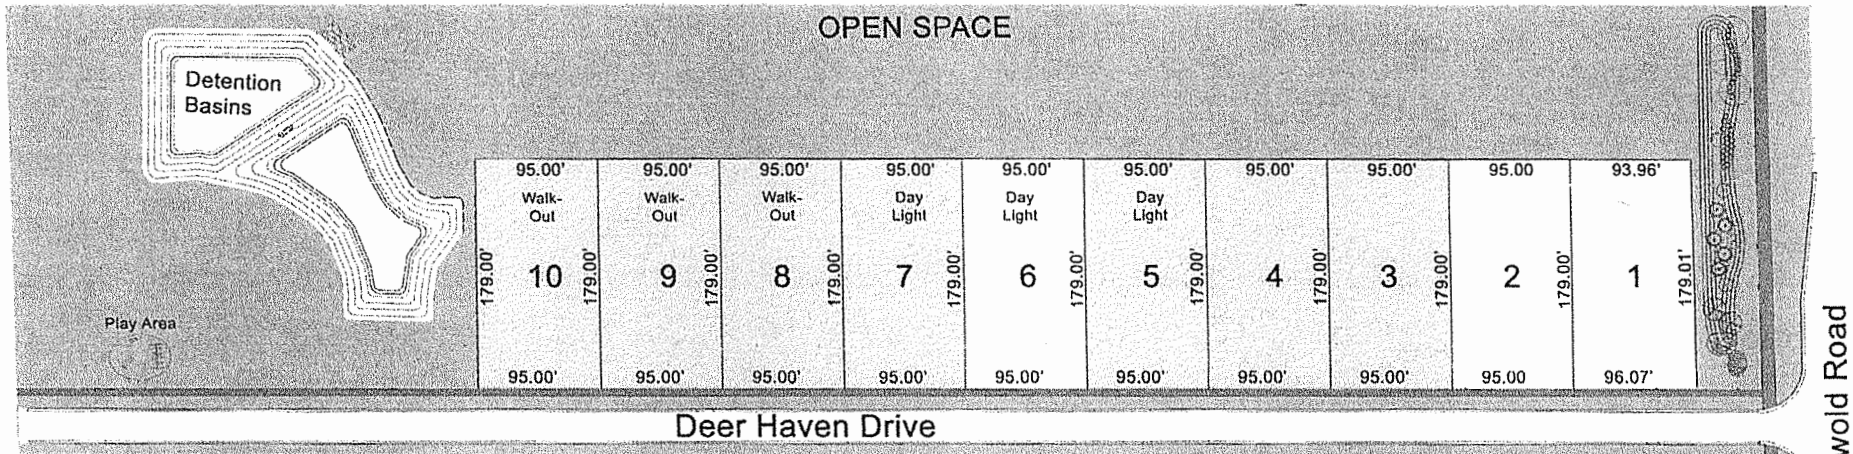 OPEN SPACE
Detention
Basins
95.00' 95.00' 95.00' 95.00' 95.00' 95.00' 95.00' 95.00' 95.00 93.96'
Walk- Walk- Walk- Day Day Day
Out Out Out Light Light Light
179.00' 10 179.00' 9 179.00' 8 179.00' 7 179.00' 6 179.00' 5 179.00' 4 179.00' 3 179.00' 2 179.00' 1 179.01'
Play Area
95.00' 95.00' 95.00' 95.00' 95.00' 95.00' 95.00' 95.00' 95.00 96.07'
Deer Haven Drive
wold Road